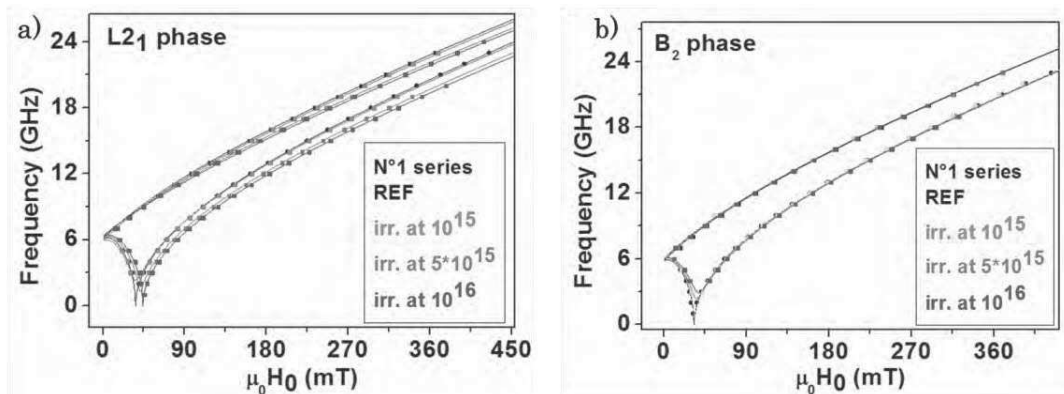 a)
L2₁ phase
Frequency (GHz)
24
18
12
6
0
N°1 series
REF
irr. at 10¹⁵
irr. at 5*10¹⁵
irr. at 10¹⁶
0 90 180 270 360 450
μ₀H₀ (mT)
b)
B₂ phase
Frequency (GHz)
24
18
12
6
0
N°1 series
REF
irr. at 10¹⁵
irr. at 5*10¹⁵
irr. at 10¹⁶
0 90 180 270 360
μ₀H₀ (mT)